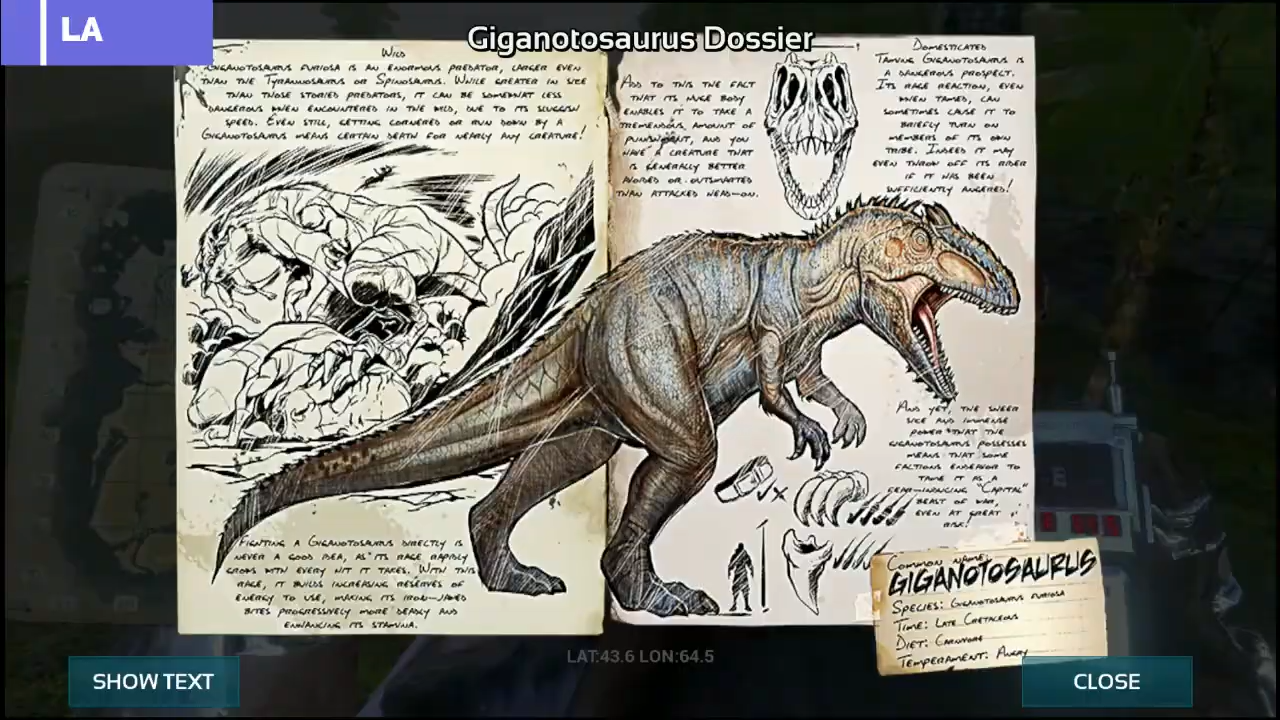 LA
Giganotosaurus Dossier
WILD
GIGANOTOSAURUS FURIOSA IS AN ENORMOUS PREDATOR, LARGER EVEN
THAN THE TYRANNOSAURUS OR SPINOSAURUS. WHILE GREATER IN SIZE
THAN THOSE STORIED PREDATORS, IT CAN BE SOMEWHAT LESS
DANGEROUS WHEN ENCOUNTERED IN THE WILD, DUE TO ITS SLUGGISH
SPEED. EVEN STILL, GETTING CORNERED OR RUN DOWN BY A
GIGANOTOSAURUS MEANS CERTAIN DEATH FOR NEARLY ANY CREATURE!
FIGHTING A GIGANOTOSAURUS DIRECTLY IS
NEVER A GOOD IDEA, AS ITS RAGE RAPIDLY
GROWS WITH EVERY HIT IT TAKES. WITH THIS
RAGE, IT BUILDS INCREASING RESERVES OF
ENERGY TO USE, MAKING ITS IRON-JAWED
BITES PROGRESSIVELY MORE DEADLY AND
ENHANCING ITS STAMINA.
ADD TO THIS THE FACT
THAT ITS HUGE BODY
ENABLES IT TO TAKE A
TREMENDOUS AMOUNT OF
PUNISHMENT, AND YOU
HAVE A CREATURE THAT
IS GENERALLY BETTER
AVOIDED OR OUTSMARTED
THAN ATTACKED HEAD-ON.
DOMESTICATED
TAMING GIGANOTOSAURUS IS
A DANGEROUS PROSPECT.
ITS RAGE REACTION, EVEN
WHEN TAMED, CAN
SOMETIMES CAUSE IT TO
BRIEFLY TURN ON
MEMBERS OF ITS OWN
TRIBE. INDEED IT MAY
EVEN THROW OFF ITS RIDER
IF IT HAS BEEN
SUFFICIENTLY ANGERED!
AND YET, THE SHEER
SIZE AND IMMENSE
POWER THAT THE
GIGANOTOSAURUS POSSESSES
MEANS THAT SOME
FACTIONS ENDEAVOR TO
TAME IT AS A
FEAR-INDUCING "CAPITAL"
BEAST OF WAR,
EVEN AT GREAT
RISK!
COMMON NAME:
GIGANOTOSAURUS
SPECIES: GIGANOTOSAURUS FURIOSA
TIME: LATE CRETACEOUS
DIET: CARNIVORE
TEMPERAMENT: ANGRY
LAT:43.6 LON:64.5
SHOW TEXT
CLOSE